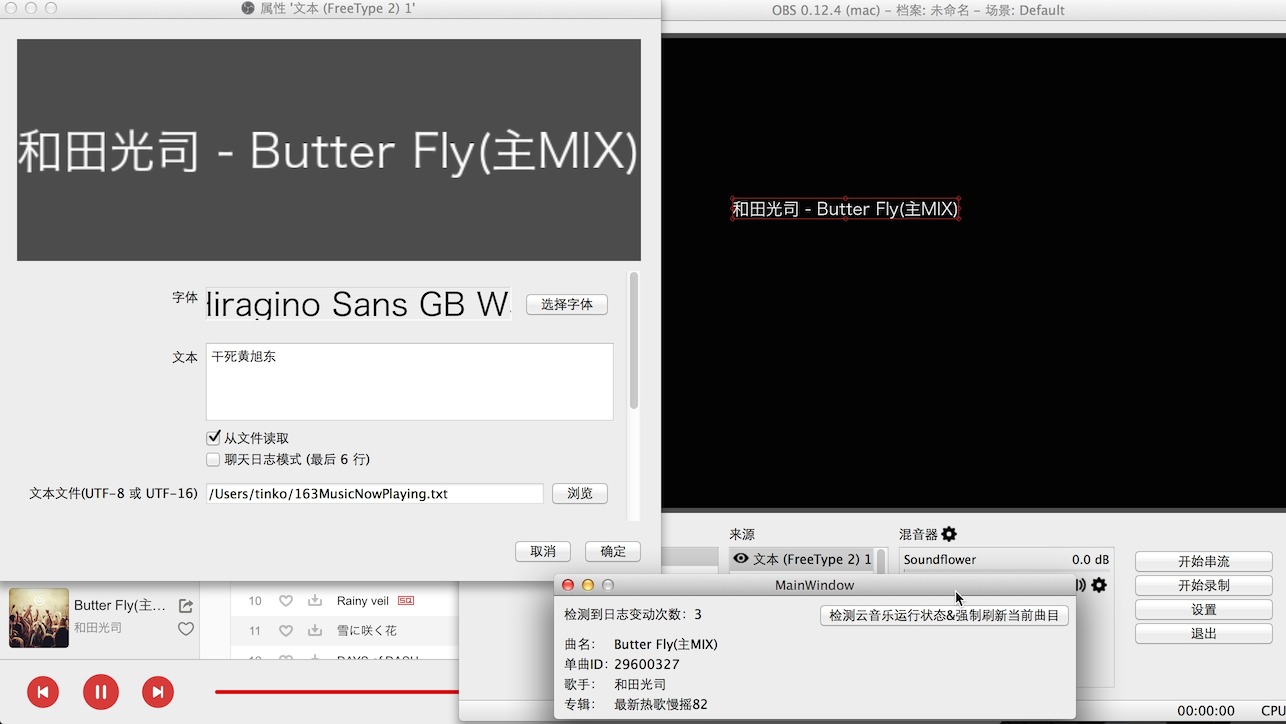 属性 '文本 (FreeType 2) 1'
和田光司 - Butter Fly(主MIX)
字体
Hiragino Sans GB W
选择字体
文本
干死黄旭东
从文件读取
聊天日志模式 (最后 6 行)
文本文件(UTF-8 或 UTF-16)
/Users/tinko/163MusicNowPlaying.txt
浏览
取消
确定
OBS 0.12.4 (mac) - 档案: 未命名 - 场景: Default
和田光司 - Butter Fly(主MIX)
来源
文本 (FreeType 2) 1
混音器
Soundflower
0.0 dB
开始串流
开始录制
设置
退出
00:00:00
CPU
MainWindow
检测到日志变动次数: 3
检测云音乐运行状态&强制刷新当前曲目
曲名: Butter Fly(主MIX)
单曲ID: 29600327
歌手: 和田光司
专辑: 最新热歌慢摇82
Butter Fly(主...
和田光司
10 Rainy veil SQ
11 雪に咲く花